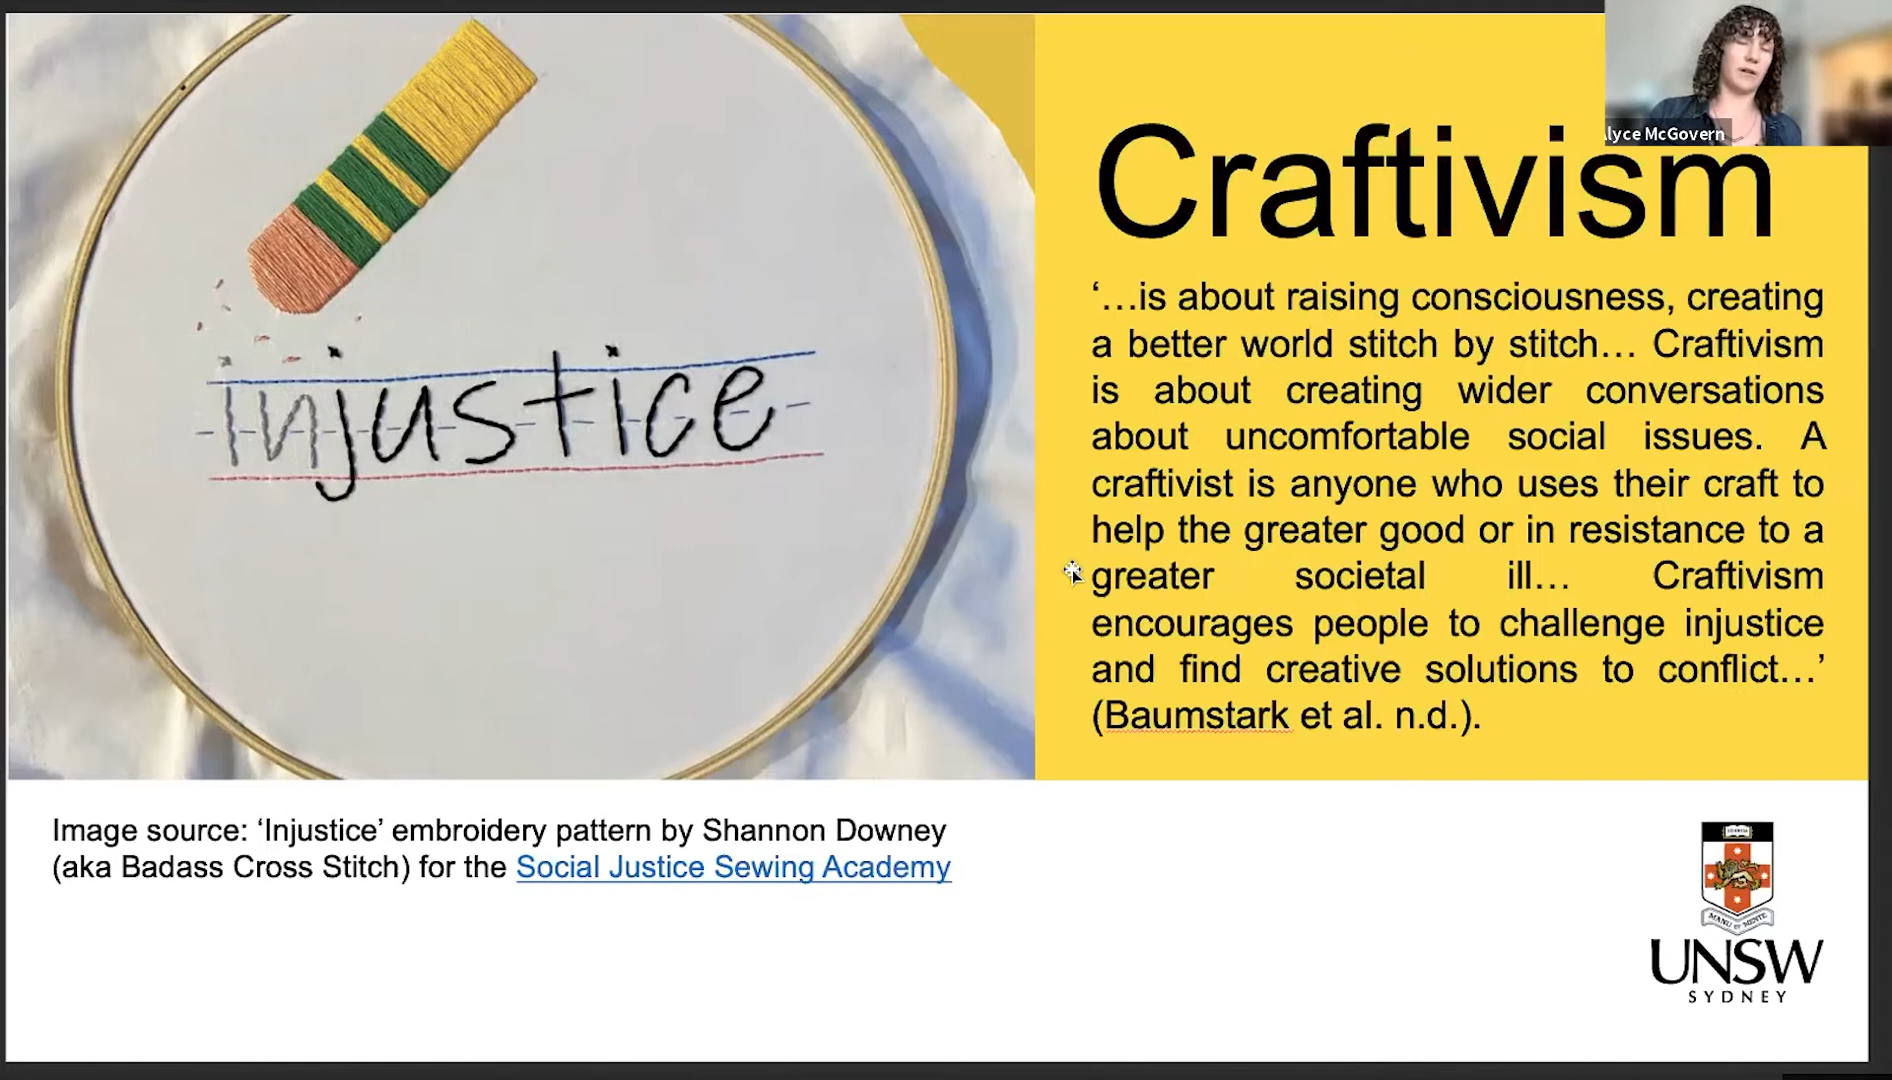 injustice
Craftivism
lyce McGovern
‘…is about raising consciousness, creating
a better world stitch by stitch… Craftivism
is about creating wider conversations
about uncomfortable social issues. A
craftivist is anyone who uses their craft to
help the greater good or in resistance to a
greater societal ill… Craftivism
encourages people to challenge injustice
and find creative solutions to conflict…’
(Baumstark et al. n.d.).
Image source: ‘Injustice’ embroidery pattern by Shannon Downey
(aka Badass Cross Stitch) for the Social Justice Sewing Academy
MANU ET MENTE
UNSW
SYDNEY